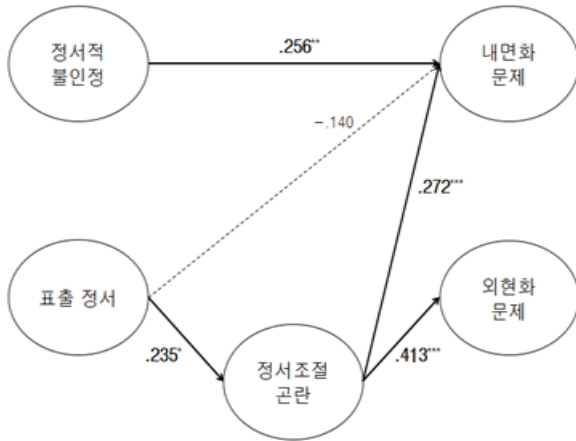 정서적
불인정
.256**
내면화
문제
-.140
.272***
표출 정서
외현화
문제
.235*
정서조절
곤란
.413***